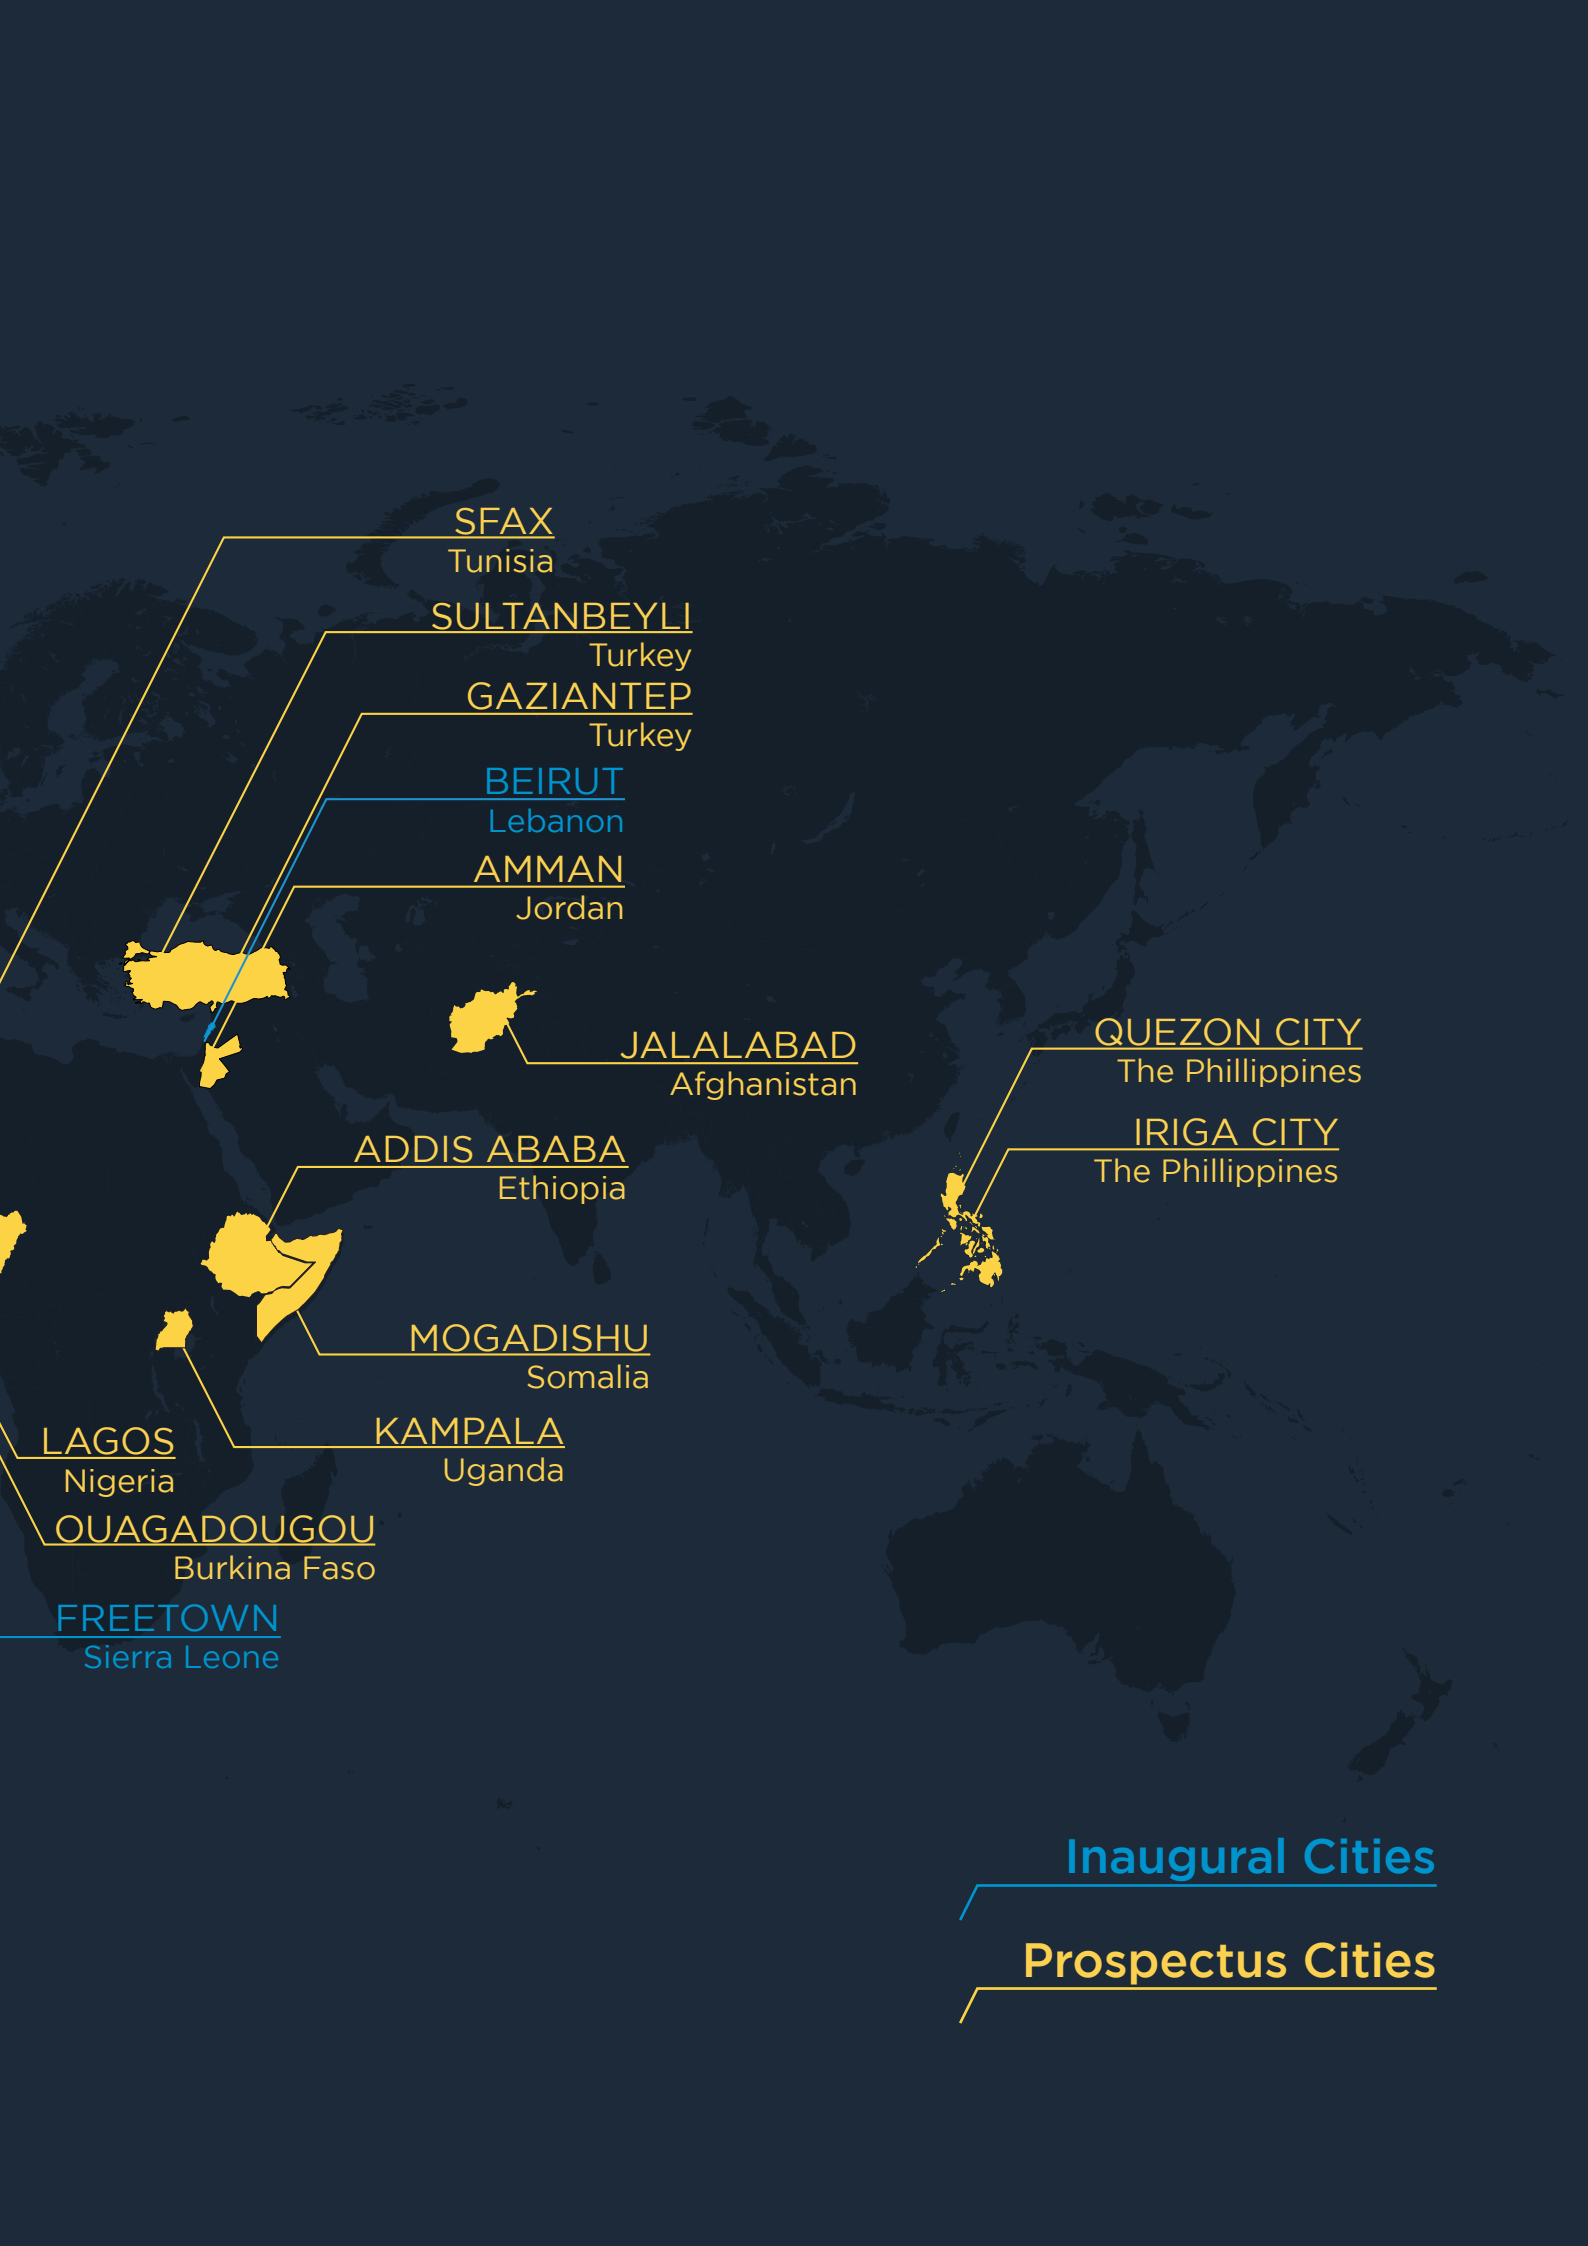 SFAX
Tunisia
SULTANBEYLI
Turkey
GAZIANTEP
Turkey
BEIRUT
Lebanon
AMMAN
Jordan
JALALABAD
Afghanistan
QUEZON CITY
The Phillippines
IRIGA CITY
The Phillippines
ADDIS ABABA
Ethiopia
MOGADISHU
Somalia
KAMPALA
Uganda
LAGOS
Nigeria
OUAGADOUGOU
Burkina Faso
FREETOWN
Sierra Leone
Inaugural Cities
Prospectus Cities